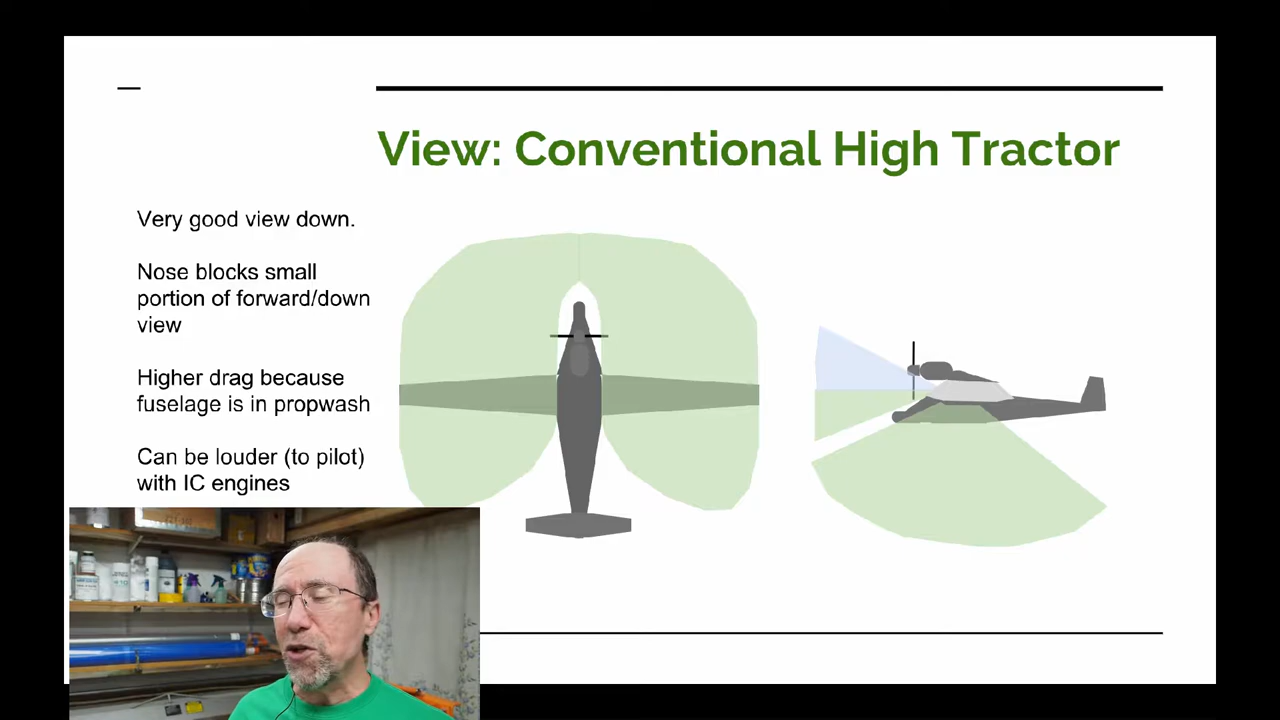 View: Conventional High Tractor
Very good view down.
Nose blocks small
portion of forward/down
view
Higher drag because
fuselage is in propwash
Can be louder (to pilot)
with IC engines